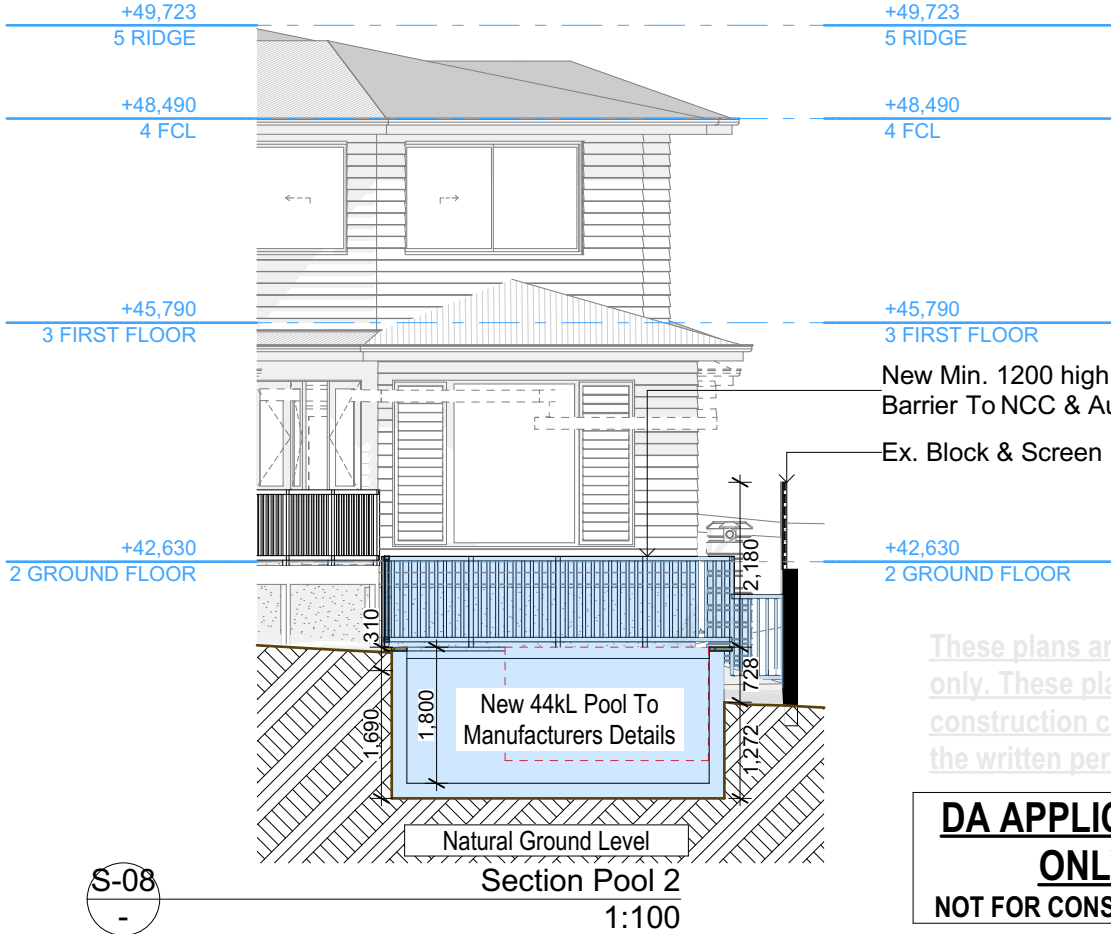 +49,723
5 RIDGE
+49,723
5 RIDGE
+48,490
4 FCL
+48,490
4 FCL
+45,790
3 FIRST FLOOR
+45,790
3 FIRST FLOOR
New Min. 1200 high
Barrier To NCC & Au
Ex. Block & Screen
+42,630
2 GROUND FLOOR
+42,630
2 GROUND FLOOR
2,180
310
728
1,690
1,800
1,272
New 44kL Pool To
Manufacturers Details
These plans ar
only. These pla
construction c
the written per
Natural Ground Level
DA APPLIC
ONL
NOT FOR CONS
S-08
-
Section Pool 2
1:100